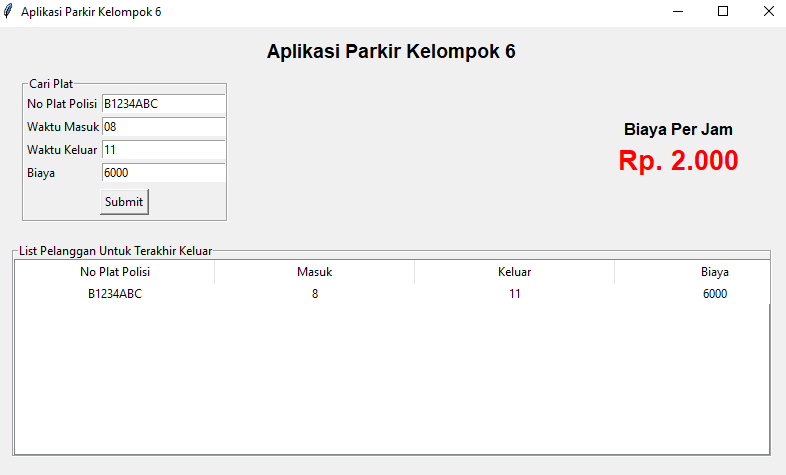 Aplikasi Parkir Kelompok 6
Aplikasi Parkir Kelompok 6
Cari Plat
No Plat Polisi B1234ABC
Waktu Masuk 08
Waktu Keluar 11
Biaya 6000
Submit
Biaya Per Jam
Rp. 2.000
List Pelanggan Untuk Terakhir Keluar
No Plat Polisi Masuk Keluar Biaya
B1234ABC 8 11 6000